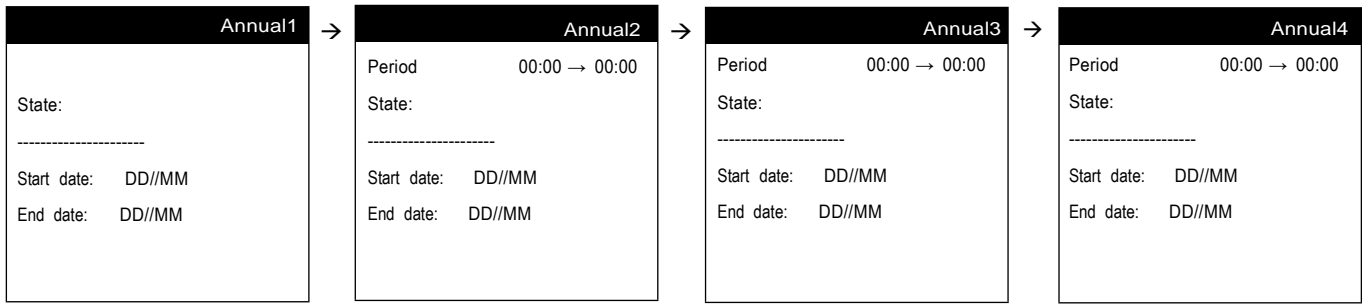 Annual1
State:
----------------------
Start date: DD//MM
End date: DD//MM
→
Annual2
Period 00:00 → 00:00
State:
----------------------
Start date: DD//MM
End date: DD//MM
→
Annual3
Period 00:00 → 00:00
State:
----------------------
Start date: DD//MM
End date: DD//MM
→
Annual4
Period 00:00 → 00:00
State:
----------------------
Start date: DD//MM
End date: DD//MM